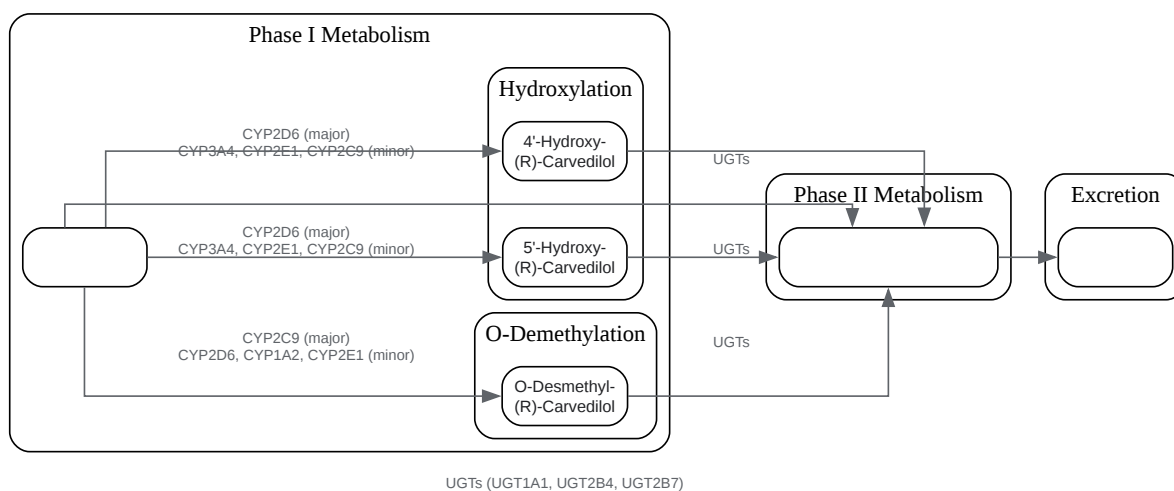 Phase I Metabolism
Hydroxylation
CYP2D6 (major)
CYP3A4, CYP2E1, CYP2C9 (minor)
4'-Hydroxy-
(R)-Carvedilol
UGTs
Phase II Metabolism
Excretion
CYP2D6 (major)
CYP3A4, CYP2E1, CYP2C9 (minor)
5'-Hydroxy-
(R)-Carvedilol
UGTs
O-Demethylation
CYP2C9 (major)
CYP2D6, CYP1A2, CYP2E1 (minor)
UGTs
O-Desmethyl-
(R)-Carvedilol
UGTs (UGT1A1, UGT2B4, UGT2B7)